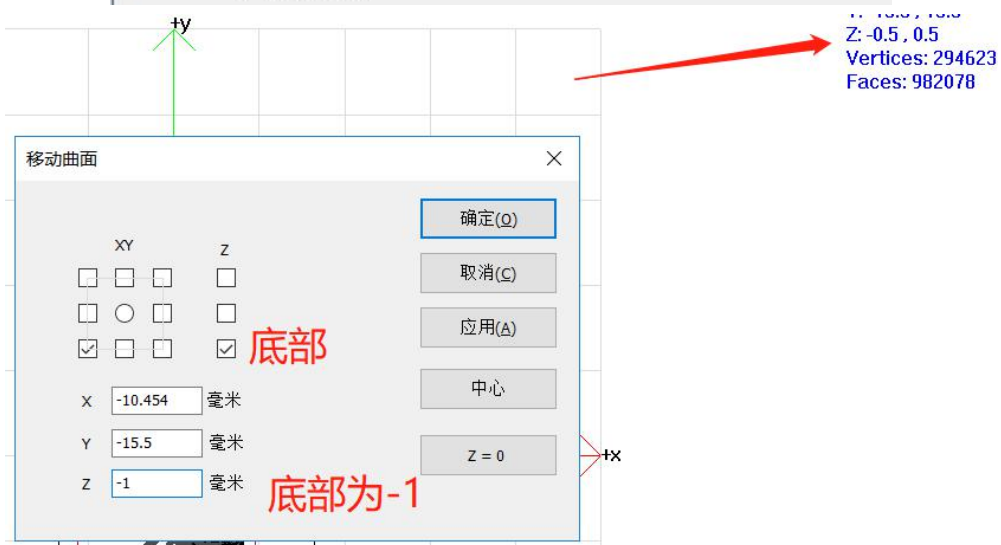 +y
Z: -0.5 , 0.5
Vertices: 294623
Faces: 982078
移动曲面
确定(O)
XY
Z
取消(C)
应用(A)
底部
中心
X -10.454 毫米
Y -15.5 毫米
Z = 0
+x
Z -1 毫米
底部为-1